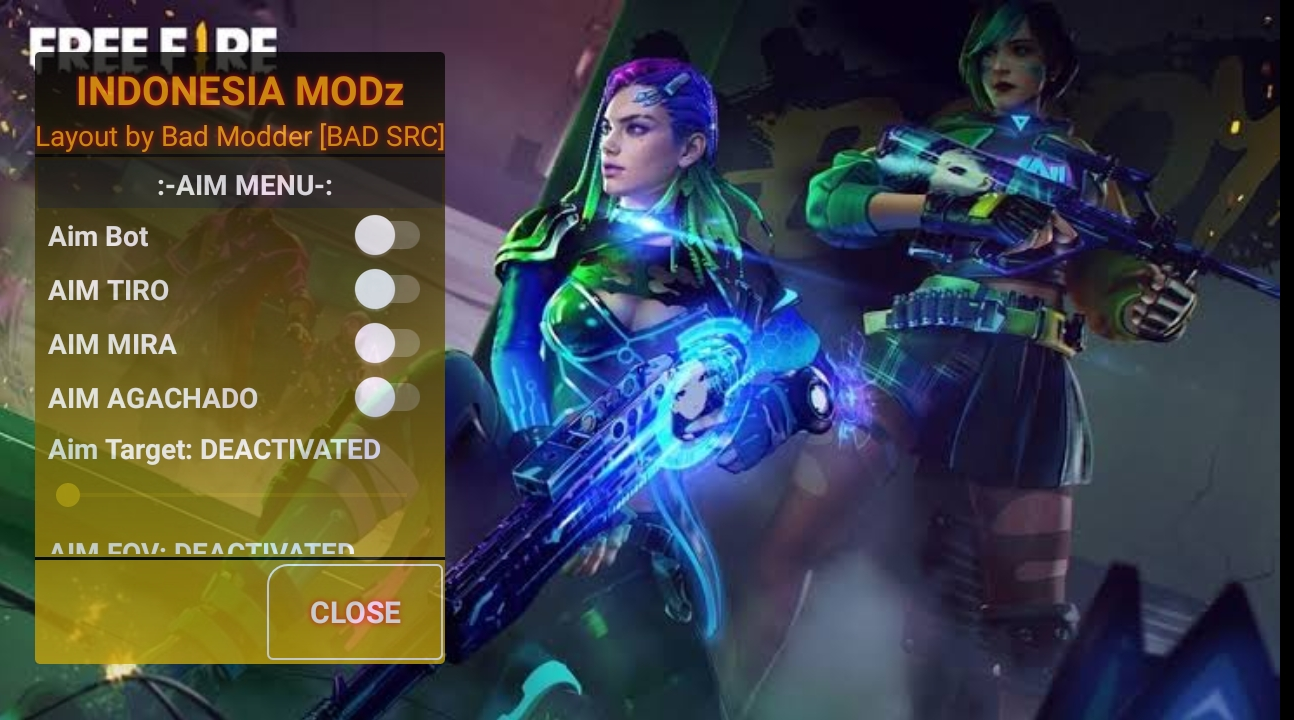 FREE FIRE
INDONESIA MODz
Layout by Bad Modder [BAD SRC]
:-AIM MENU-:
Aim Bot
AIM TIRO
AIM MIRA
AIM AGACHADO
Aim Target: DEACTIVATED
AIM FOV: DEACTIVATED
CLOSE